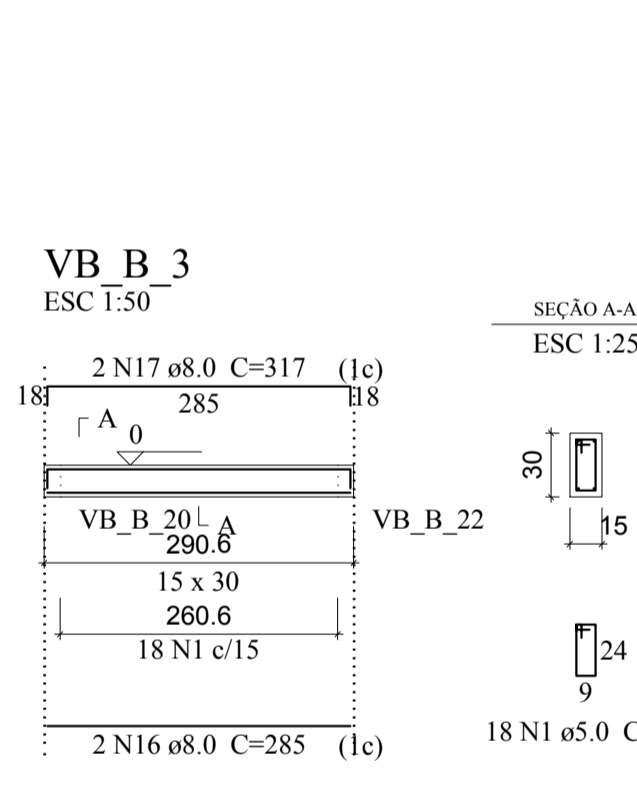 VB_B_3
ESC 1:50
SEÇÃO A-A
ESC 1:25
2 N17 ø8.0 C=317 (1c)
18 285 18
A 0
30
VB_B_20 A VB_B_22
15
290.6
15 x 30
260.6
18 N1 c/15
24
9
18 N1 ø5.0 C
2 N16 ø8.0 C=285 (1c)